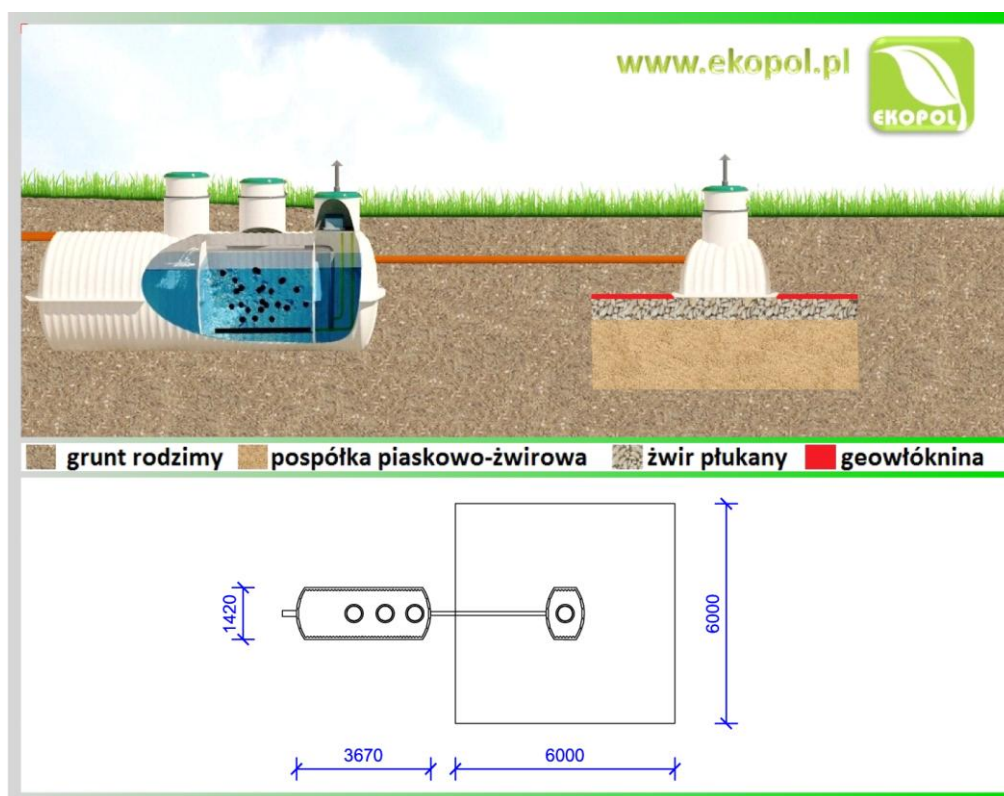 www.ekopol.pl
EKOPOL
grunt rodzimy pospółka piaskowo-żwirowa żwir płukany geowłóknina
1420
6000
3670 6000